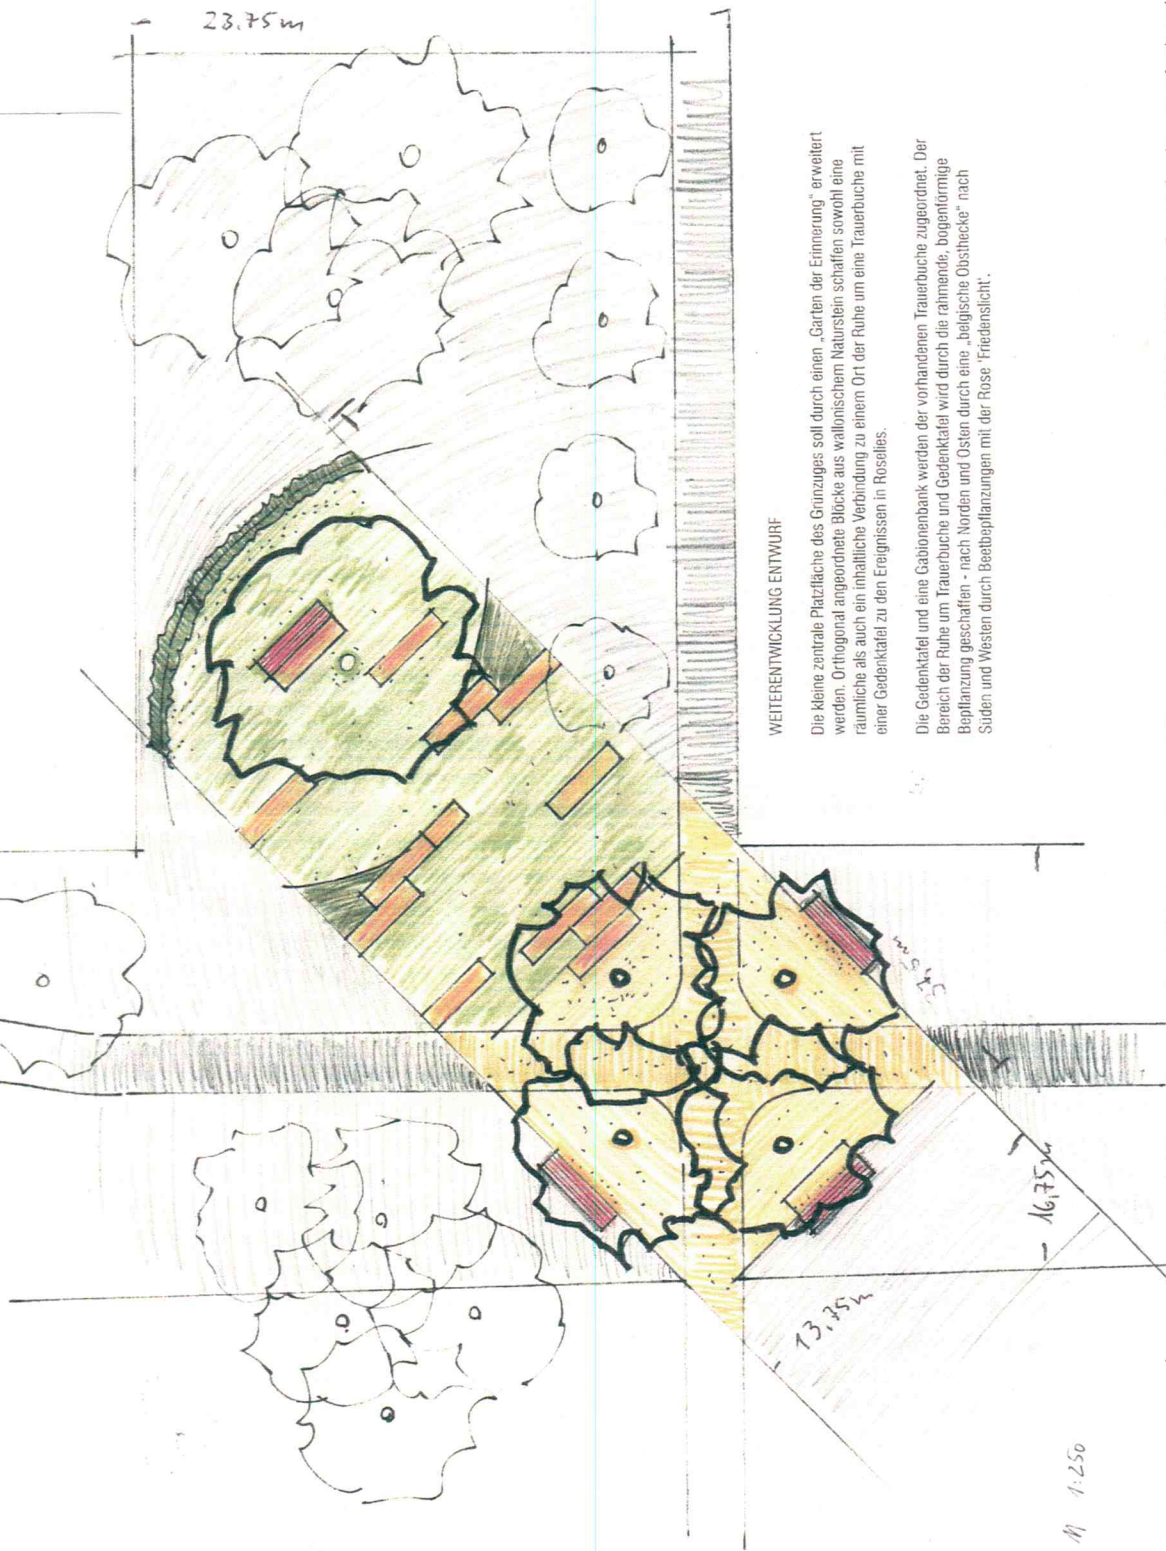 23.75m
WEITERENTWICKLUNG ENTWURF
Die kleine zentrale Platzfläche des Grünzuges soll durch einen „Garten der Erinnerung" erweitert
werden. Orthogonal angeordnete Blöcke aus wallonischem Naturstein schaffen sowohl eine
räumliche als auch ein inhaltliche Verbindung zu einem Ort der Ruhe um eine Trauerbuche mit
einer Gedenktafel zu den Ereignissen in Roselies.
Die Gedenktafel und eine Gabionenbank werden der vorhandenen Trauerbuche zugeordnet. Der
Bereich der Ruhe um Trauerbuche und Gedenktafel wird durch die rahmende, bogenförmige
Bepflanzung geschaffen - nach Norden und Osten durch eine „belgische Obsthecke" nach
Süden und Westen durch Beetbepflanzungen mit der Rose 'Friedenslicht'.
16,75m
13,75m
M 1:250